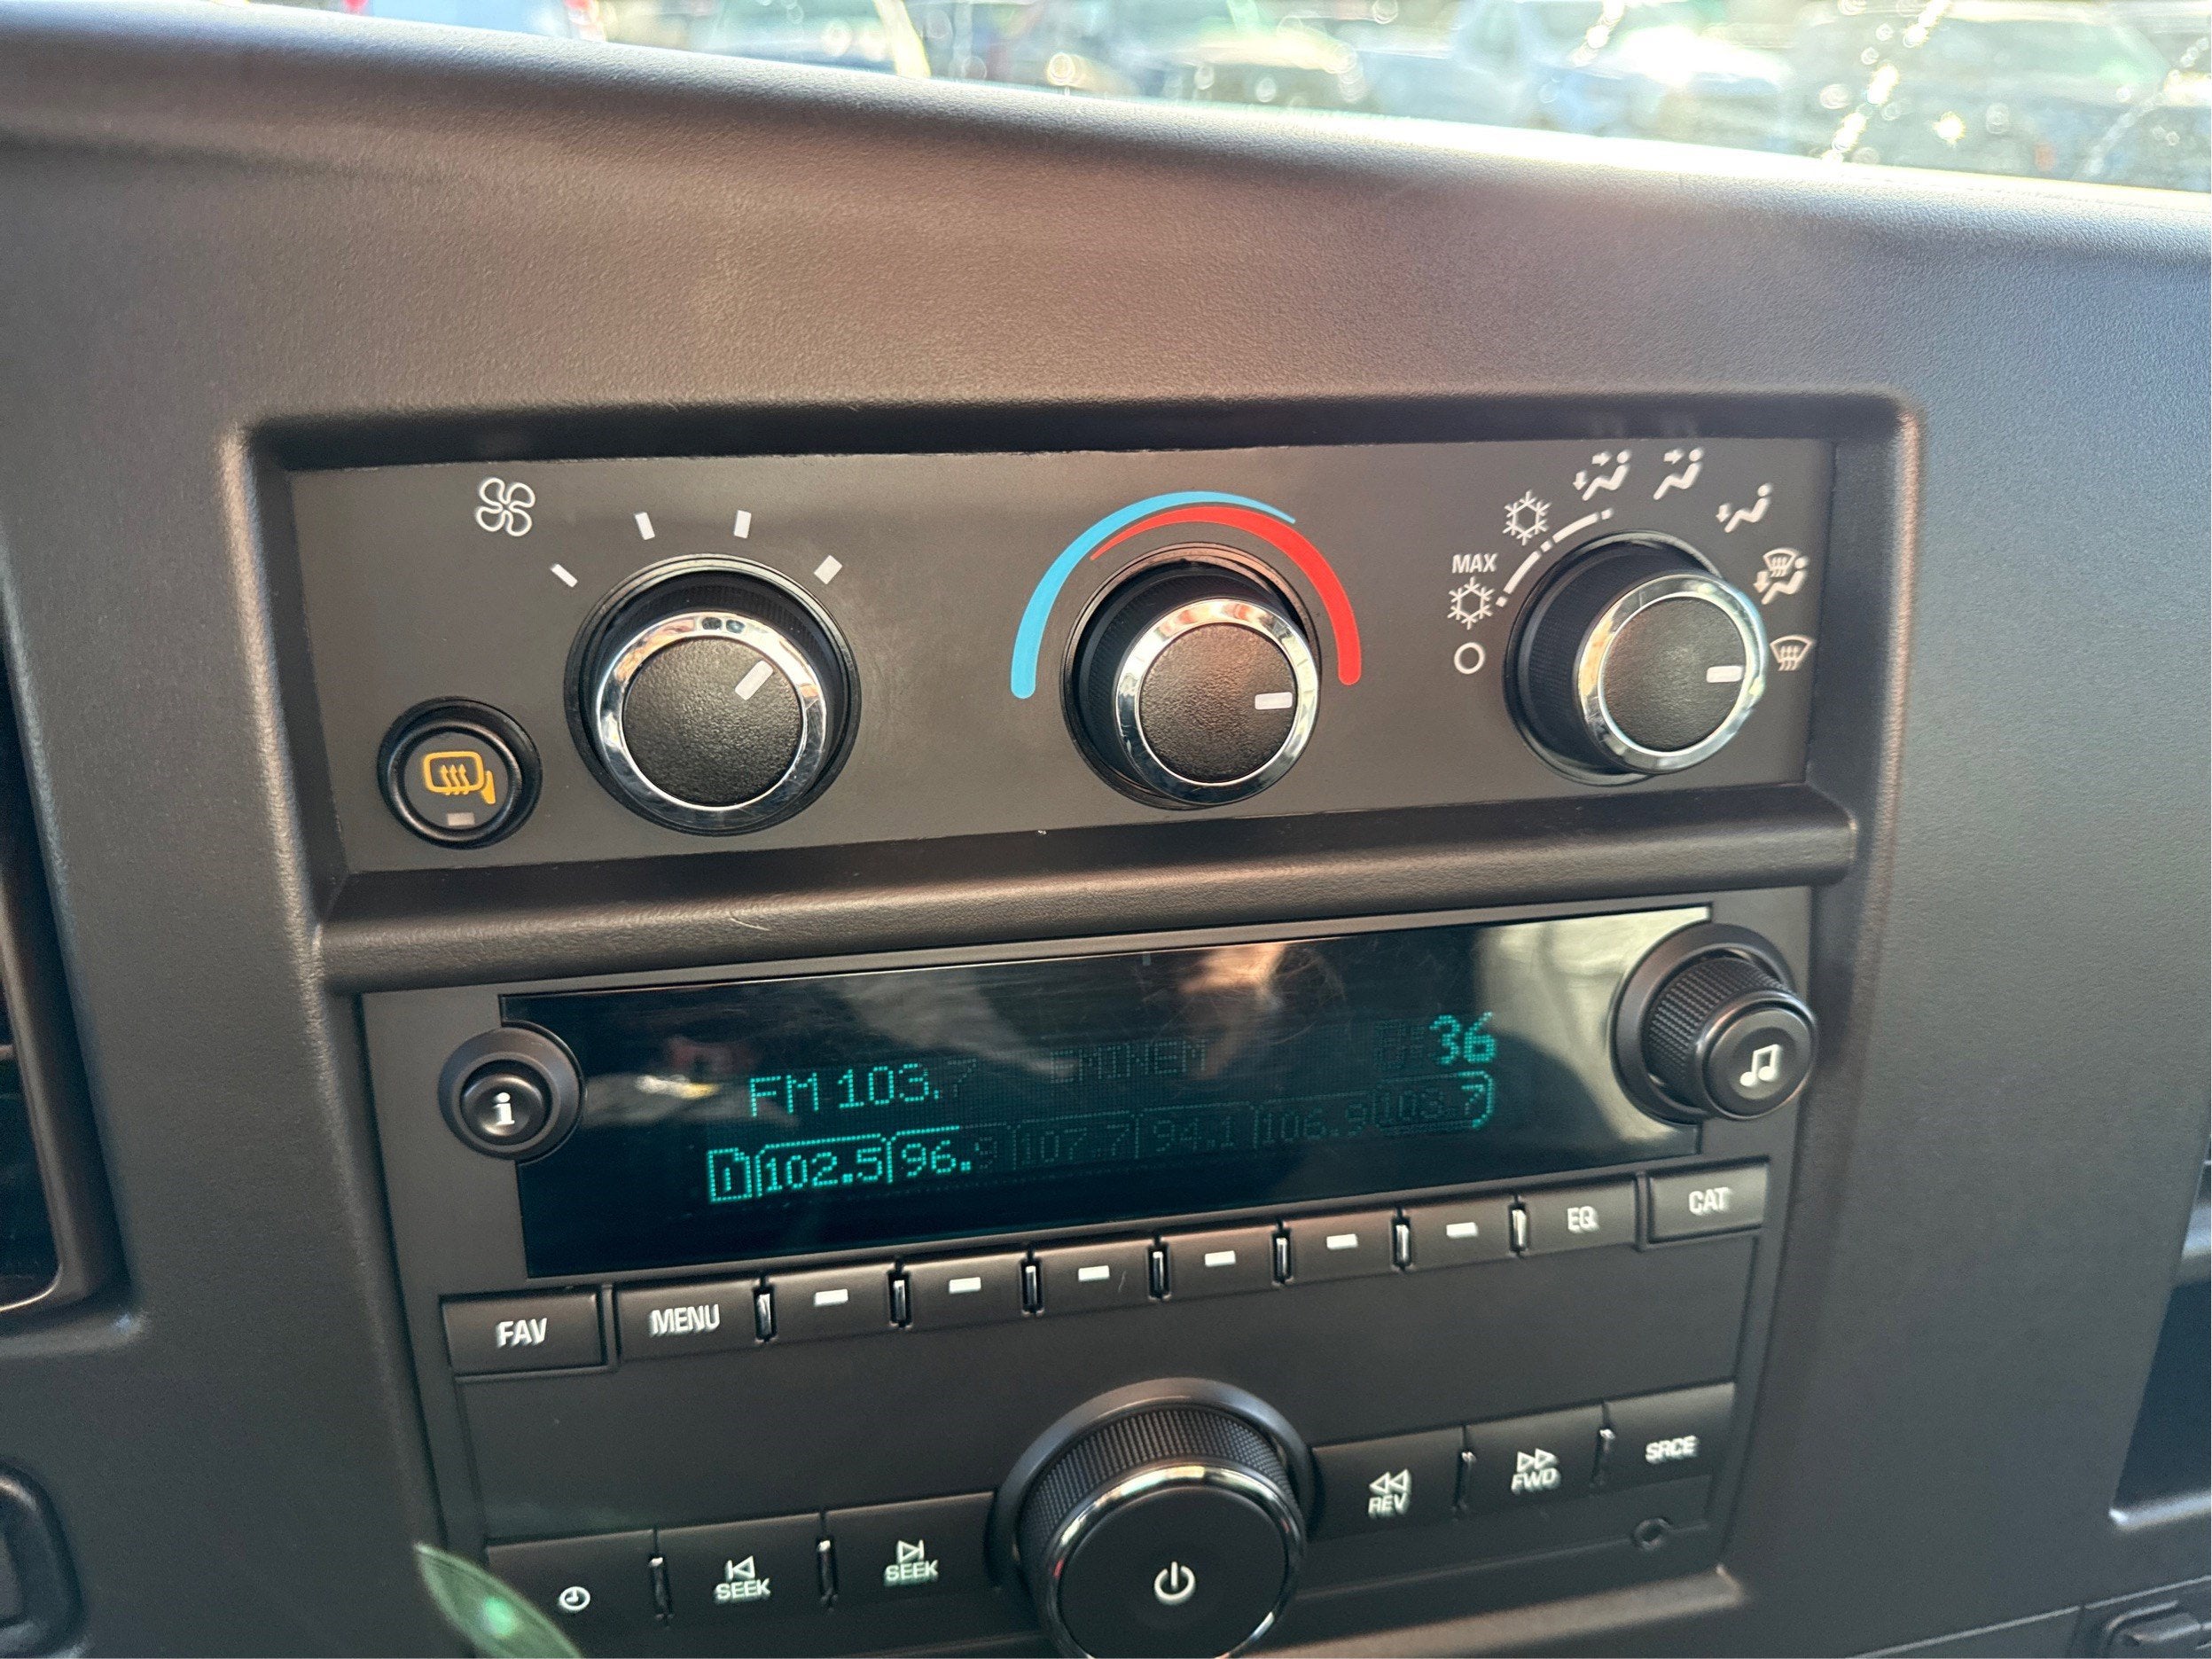 MAX
FM 103.7 EMINEM 36
102.5 96.9 107.7 94.1 106.9 103.7
i
FAV MENU EQ CAT
SEEK SEEK REV FWD SRCE